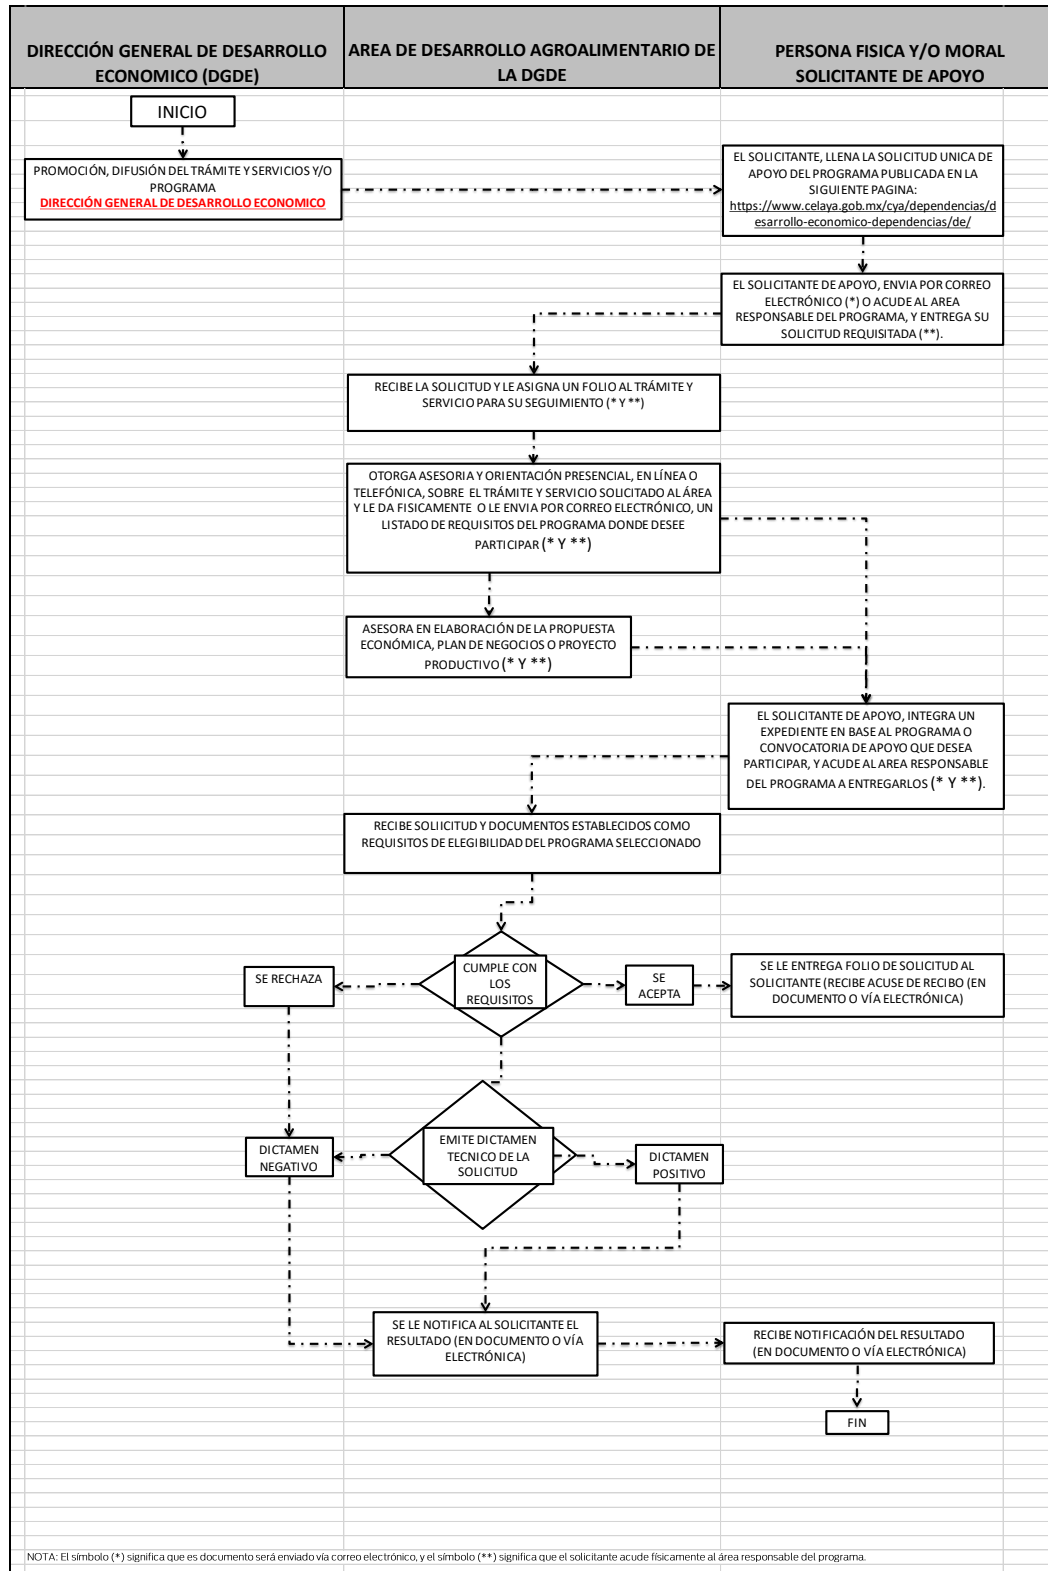 DIRECCIÓN GENERAL DE DESARROLLO
ECONOMICO (DGDE)
AREA DE DESARROLLO AGROALIMENTARIO DE
LA DGDE
PERSONA FISICA Y/O MORAL
SOLICITANTE DE APOYO
INICIO
PROMOCIÓN, DIFUSIÓN DEL TRÁMITE Y SERVICIOS Y/O
PROGRAMA
DIRECCIÓN GENERAL DE DESARROLLO ECONOMICO
EL SOLICITANTE, LLENA LA SOLICITUD UNICA DE
APOYO DEL PROGRAMA PUBLICADA EN LA
SIGUIENTE PAGINA:
https://www.celaya.gob.mx/cya/dependencias/d
esarrollo-economico-dependencias/de/
EL SOLICITANTE DE APOYO, ENVIA POR CORREO
ELECTRÓNICO (*) O ACUDE AL AREA
RESPONSABLE DEL PROGRAMA, Y ENTREGA SU
SOLICITUD REQUISITADA (**).
RECIBE LA SOLICITUD Y LE ASIGNA UN FOLIO AL TRÁMITE Y
SERVICIO PARA SU SEGUIMIENTO (* Y **)
OTORGA ASESORIA Y ORIENTACIÓN PRESENCIAL, EN LÍNEA O
TELEFÓNICA, SOBRE EL TRÁMITE Y SERVICIO SOLICITADO AL ÁREA
Y LE DA FISICAMENTE O LE ENVIA POR CORREO ELECTRÓNICO, UN
LISTADO DE REQUISITOS DEL PROGRAMA DONDE DESEE
PARTICIPAR (* Y **)
ASESORA EN ELABORACIÓN DE LA PROPUESTA
ECONÓMICA, PLAN DE NEGOCIOS O PROYECTO
PRODUCTIVO (* Y **)
EL SOLICITANTE DE APOYO, INTEGRA UN
EXPEDIENTE EN BASE AL PROGRAMA O
CONVOCATORIA DE APOYO QUE DESEA
PARTICIPAR, Y ACUDE AL AREA RESPONSABLE
DEL PROGRAMA A ENTREGARLOS (* Y **).
RECIBE SOLIICITUD Y DOCUMENTOS ESTABLECIDOS COMO
REQUISITOS DE ELEGIBILIDAD DEL PROGRAMA SELECCIONADO
SE RECHAZA
CUMPLE CON
LOS
REQUISITOS
SE
ACEPTA
SE LE ENTREGA FOLIO DE SOLICITUD AL
SOLICITANTE (RECIBE ACUSE DE RECIBO (EN
DOCUMENTO O VÍA ELECTRÓNICA)
DICTAMEN
NEGATIVO
EMITE DICTAMEN
TECNICO DE LA
SOLICITUD
DICTAMEN
POSITIVO
SE LE NOTIFICA AL SOLICITANTE EL
RESULTADO (EN DOCUMENTO O VÍA
ELECTRÓNICA)
RECIBE NOTIFICACIÓN DEL RESULTADO
(EN DOCUMENTO O VÍA ELECTRÓNICA)
FIN
NOTA: El símbolo (*) significa que es documento será enviado vía correo electrónico, y el símbolo (**) significa que el solicitante acude físicamente al área responsable del programa.